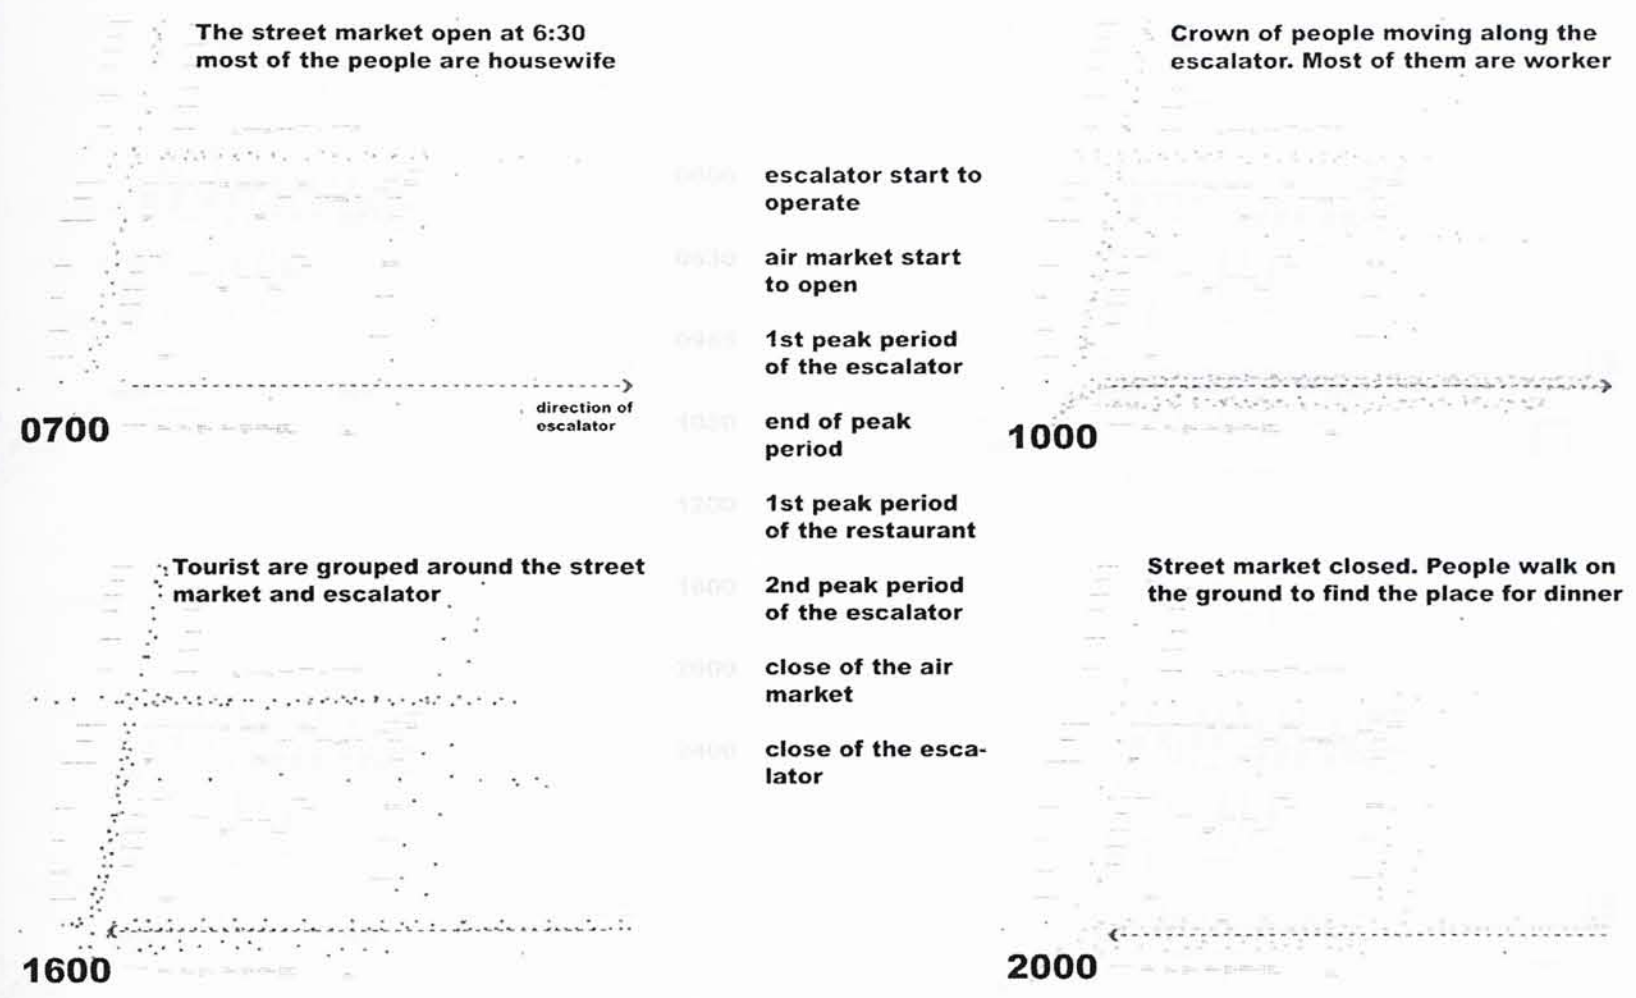 The street market open at 6:30
most of the people are housewife
direction of
escalator
0700
escalator start to
operate
air market start
to open
1st peak period
of the escalator
end of peak
period
1st peak period
of the restaurant
2nd peak period
of the escalator
close of the air
market
close of the esca-
lator
Crown of people moving along the
escalator. Most of them are worker
1000
Tourist are grouped around the street
market and escalator
1600
Street market closed. People walk on
the ground to find the place for dinner
2000